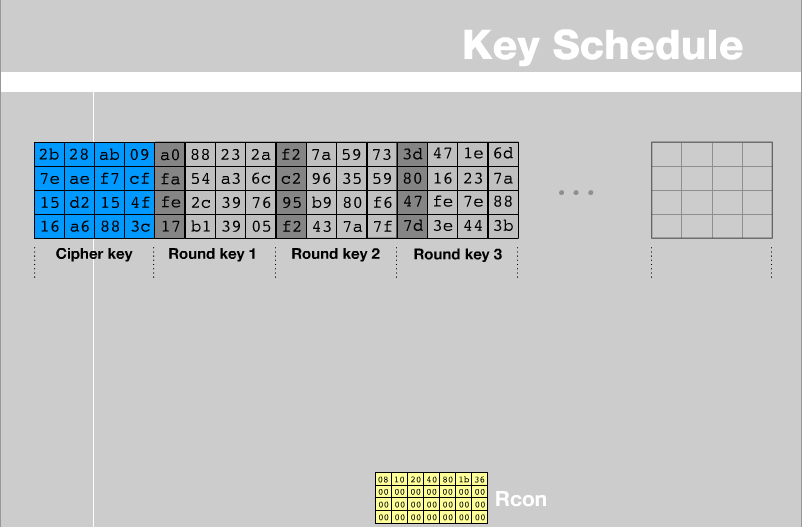 Key Schedule
2b 28 ab 09 a0 88 23 2a f2 7a 59 73 3d 47 1e 6d
7e ae f7 cf fa 54 a3 6c c2 96 35 59 80 16 23 7a
15 d2 15 4f fe 2c 39 76 95 b9 80 f6 47 fe 7e 88
16 a6 88 3c 17 b1 39 05 f2 43 7a 7f 7d 3e 44 3b
...
Cipher key Round key 1 Round key 2 Round key 3
08 10 20 40 80 1b 36
00 00 00 00 00 00 00
00 00 00 00 00 00 00
00 00 00 00 00 00 00
Rcon